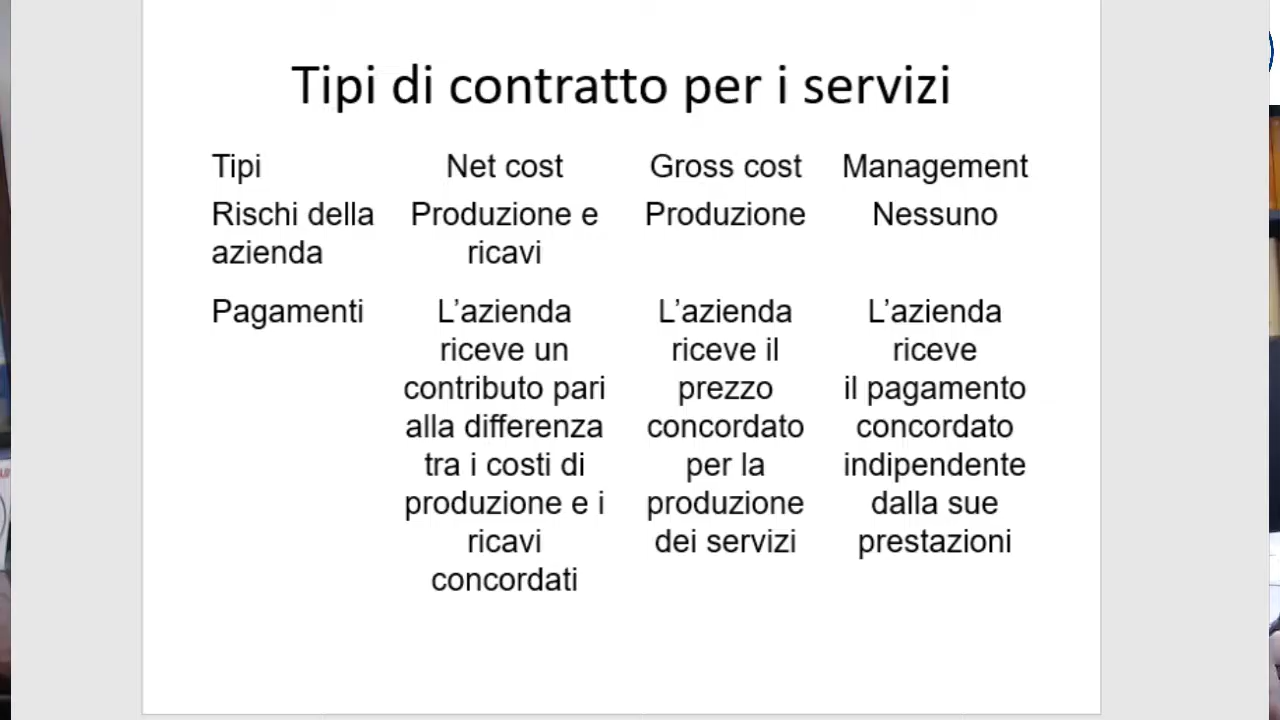 Tipi di contratto per i servizi
Tipi Net cost Gross cost Management
Rischi della azienda Produzione e ricavi Produzione Nessuno
Pagamenti
L’azienda
riceve un
contributo pari
alla differenza
tra i costi di
produzione e i
ricavi
concordati
L’azienda
riceve il
prezzo
concordato
per la
produzione
dei servizi
L’azienda
riceve
il pagamento
concordato
indipendente
dalla sue
prestazioni